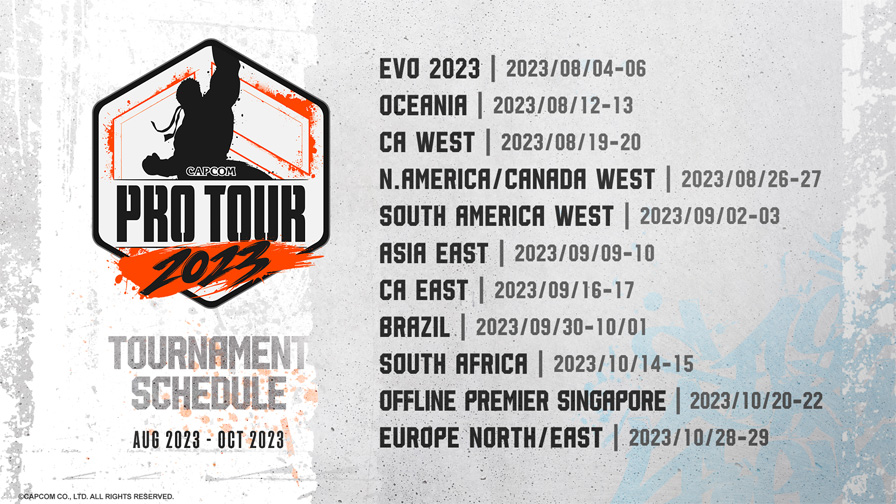 CAPCOM
PRO TOUR
2023
TOURNAMENT
SCHEDULE
AUG 2023 - OCT 2023
EVO 2023 | 2023/08/04-06
OCEANIA | 2023/08/12-13
CA WEST | 2023/08/19-20
N.AMERICA/CANADA WEST | 2023/08/26-27
SOUTH AMERICA WEST | 2023/09/02-03
ASIA EAST | 2023/09/09-10
CA EAST | 2023/09/16-17
BRAZIL | 2023/09/30-10/01
SOUTH AFRICA | 2023/10/14-15
OFFLINE PREMIER SINGAPORE | 2023/10/20-22
EUROPE NORTH/EAST | 2023/10/28-29
©CAPCOM CO., LTD. ALL RIGHTS RESERVED.